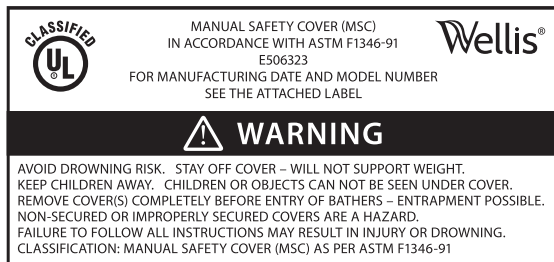 CLASSIFIED
UL®
MANUAL SAFETY COVER (MSC)
IN ACCORDANCE WITH ASTM F1346-91
E506323
FOR MANUFACTURING DATE AND MODEL NUMBER
SEE THE ATTACHED LABEL
Wellis®
WARNING
AVOID DROWNING RISK. STAY OFF COVER – WILL NOT SUPPORT WEIGHT.
KEEP CHILDREN AWAY. CHILDREN OR OBJECTS CAN NOT BE SEEN UNDER COVER.
REMOVE COVER(S) COMPLETELY BEFORE ENTRY OF BATHERS – ENTRAPMENT POSSIBLE.
NON-SECURED OR IMPROPERLY SECURED COVERS ARE A HAZARD.
FAILURE TO FOLLOW ALL INSTRUCTIONS MAY RESULT IN INJURY OR DROWNING.
CLASSIFICATION: MANUAL SAFETY COVER (MSC) AS PER ASTM F1346-91